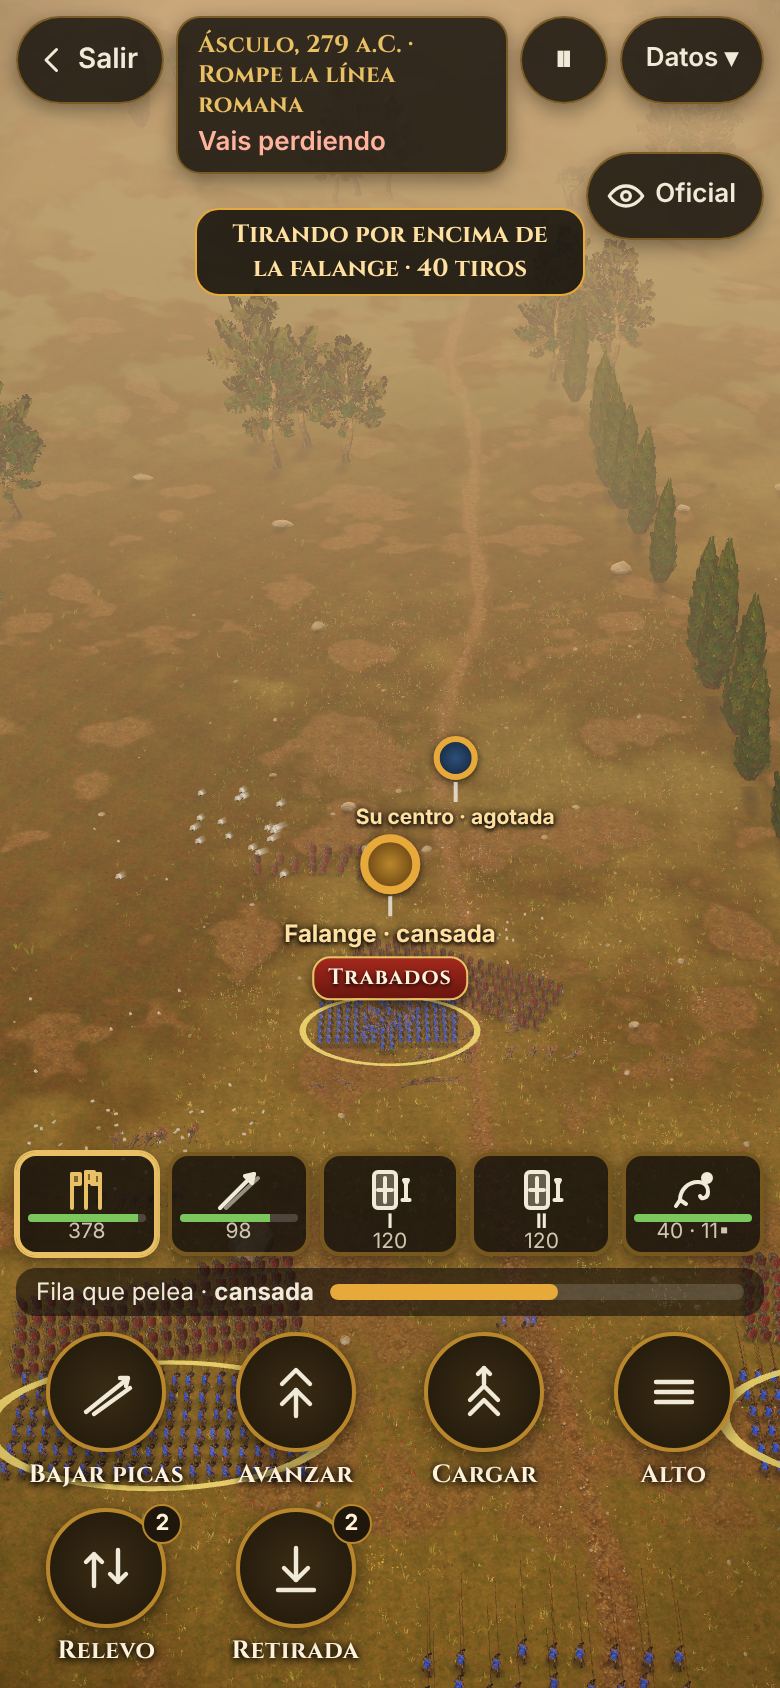 Salir
Ásculo, 279 a.C. ·
Rompe la línea
romana
Vais perdiendo
Datos ▾
Oficial
Tirando por encima de
la falange · 40 tiros
Su centro · agotada
Falange · cansada
Trabados
378
98
I
120
II
120
40 · 11▪
Fila que pelea · cansada
Bajar picas
Avanzar
Cargar
Alto
2
2
Relevo
Retirada